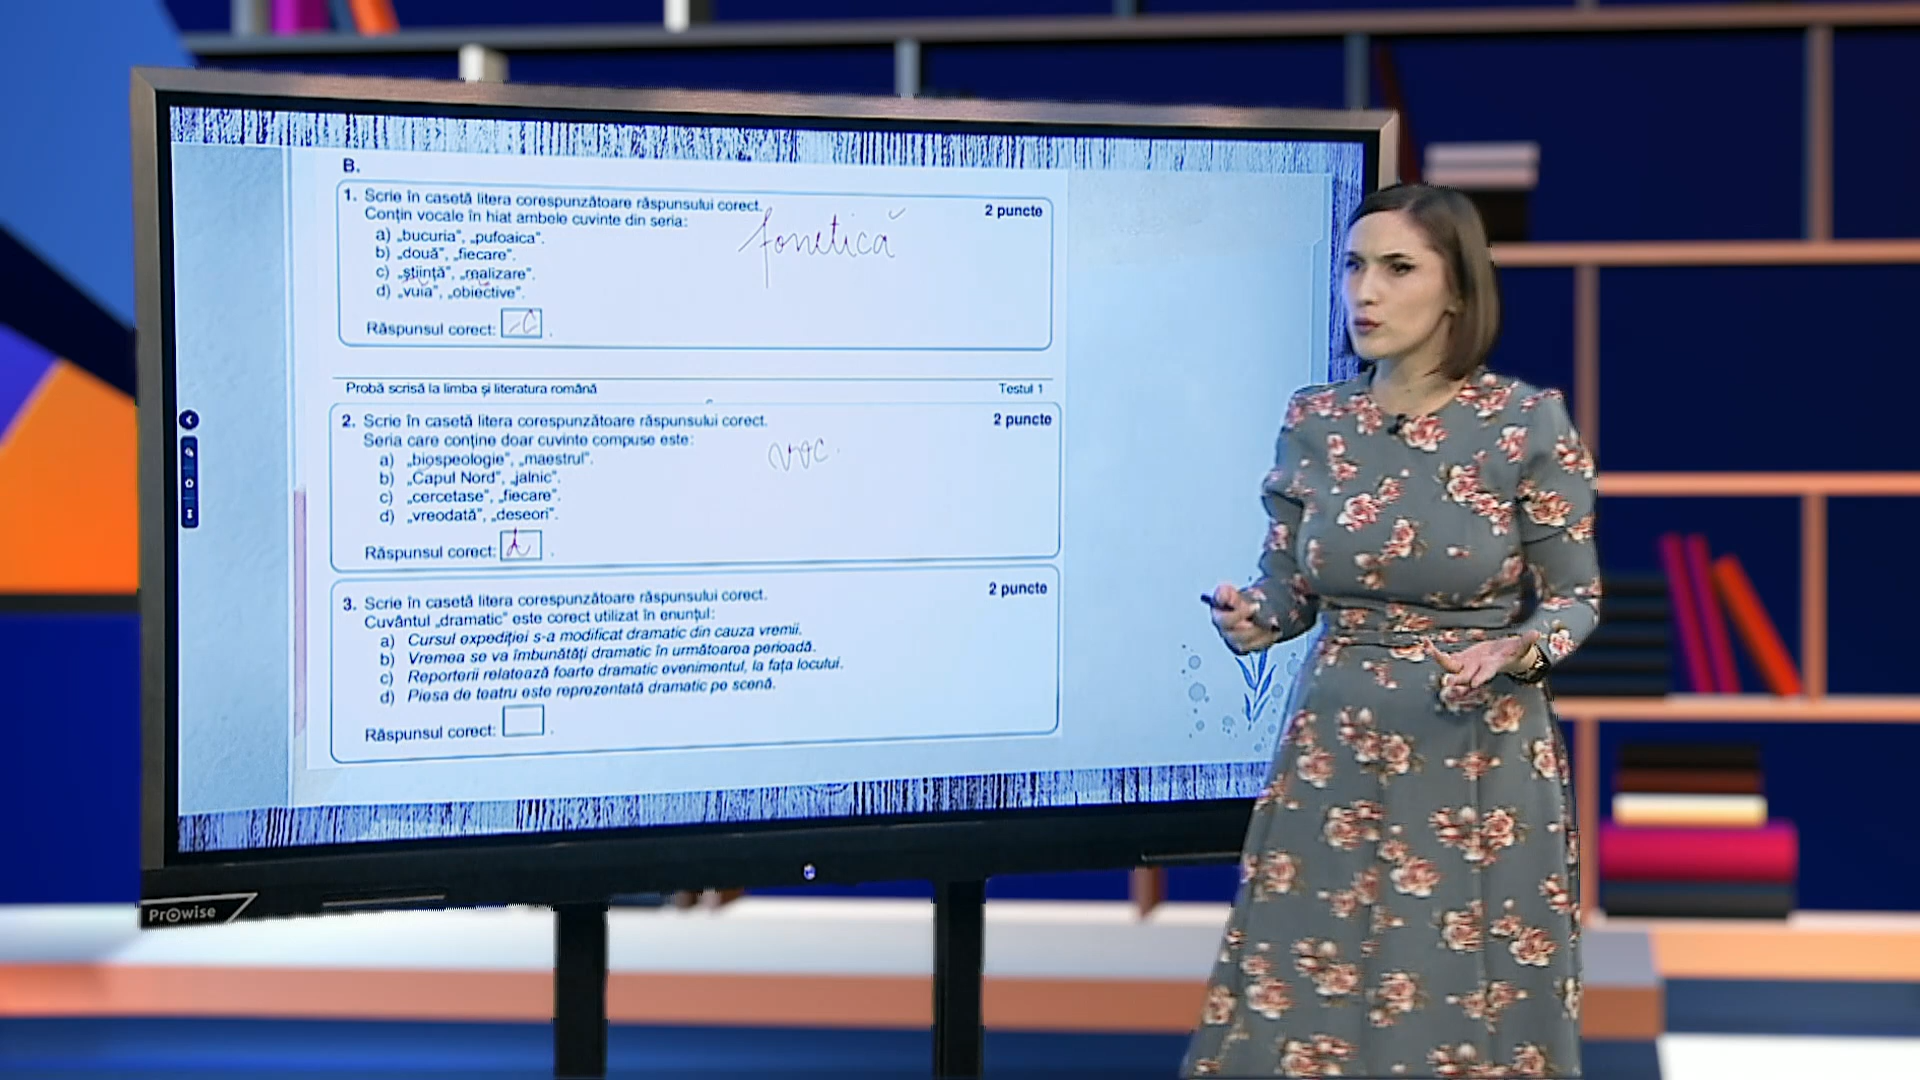 B.
1. Scrie în casetă litera corespunzătoare răspunsului corect.
2 puncte
Conțin vocale în hiat ambele cuvinte din seria:
fonetică
a) „bucuria”, „pufoaica”.
b) „două”, „fiecare”.
c) „știință”, „realizare”.
d) „vuia”, „obiective”.
Răspunsul corect: c .
Probă scrisă la limba și literatura română
Testul 1
2. Scrie în casetă litera corespunzătoare răspunsului corect.
2 puncte
Seria care conține doar cuvinte compuse este:
voc.
a) „biospeologie”, „maestrul”.
b) „Capul Nord”, „jalnic”.
c) „cercetase”, „fiecare”.
d) „vreodată”, „deseori”.
Răspunsul corect: d .
3. Scrie în casetă litera corespunzătoare răspunsului corect.
2 puncte
Cuvântul „dramatic” este corect utilizat în enunțul:
a) Cursul expediției s-a modificat dramatic din cauza vremii.
b) Vremea se va îmbunătăți dramatic în următoarea perioadă.
c) Reporterii relatează foarte dramatic evenimentul, la fața locului.
d) Piesa de teatru este reprezentată dramatic pe scenă.
Răspunsul corect: .
Prowise